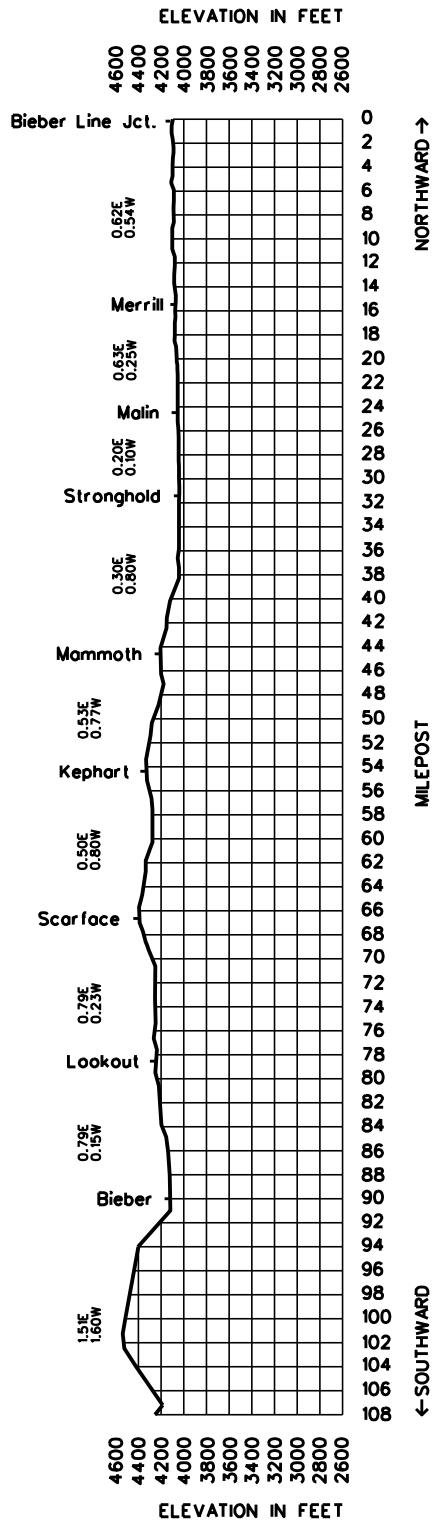 ELEVATION IN FEET
4600 4400 4200 4000 3800 3600 3400 3200 3000 2800 2600
Bieber Line Jct.
0
2
4
6
0.62E
0.54W
8
10
12
14
Merrill
16
18
0.63E
0.25W
20
22
Malin
24
26
0.20E
0.10W
28
30
Stronghold
32
34
36
0.30E
0.80W
38
40
42
44
Mammoth
46
48
0.53E
0.77W
50
52
54
Kephart
56
58
60
0.50E
0.80W
62
64
66
Scarface
68
70
72
0.79E
0.23W
74
76
78
Lookout
80
82
84
0.79E
0.15W
86
88
Bieber
90
92
94
96
98
100
1.51E
1.60W
102
104
106
108
NORTHWARD →
MILEPOST
← SOUTHWARD
4600 4400 4200 4000 3800 3600 3400 3200 3000 2800 2600
ELEVATION IN FEET